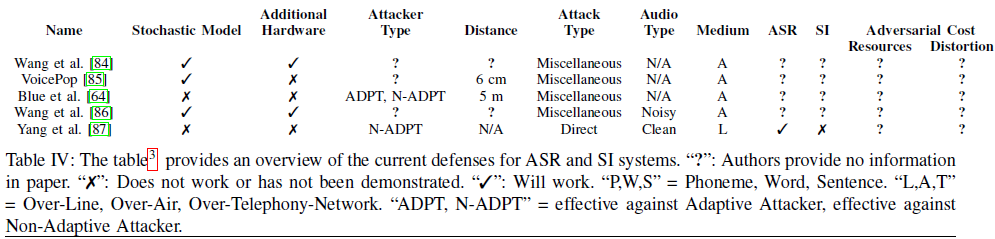 Name Stochastic Model Additional Hardware Attacker Type Distance Attack Type Audio Type Medium ASR SI Adversarial Cost Resources Distortion
Wang et al. [84] ✓ ✓ ? ? Miscellaneous N/A A ? ? ? ?
VoicePop [85] ✓ ✗ ? 6 cm Miscellaneous N/A A ? ? ? ?
Blue et al. [64] ✗ ✗ ADPT, N-ADPT 5 m Miscellaneous N/A A ? ? ? ?
Wang et al. [86] ✓ ✓ ? ? Miscellaneous Noisy A ? ? ? ?
Yang et al. [87] ✗ ✗ N-ADPT N/A Direct Clean L ✓ ✗ ? ?
Table IV: The table3 provides an overview of the current defenses for ASR and SI systems. “?”: Authors provide no information
in paper. “✗”: Does not work or has not been demonstrated. “✓”: Will work. “P,W,S” = Phoneme, Word, Sentence. “L,A,T”
= Over-Line, Over-Air, Over-Telephony-Network. “ADPT, N-ADPT” = effective against Adaptive Attacker, effective against
Non-Adaptive Attacker.